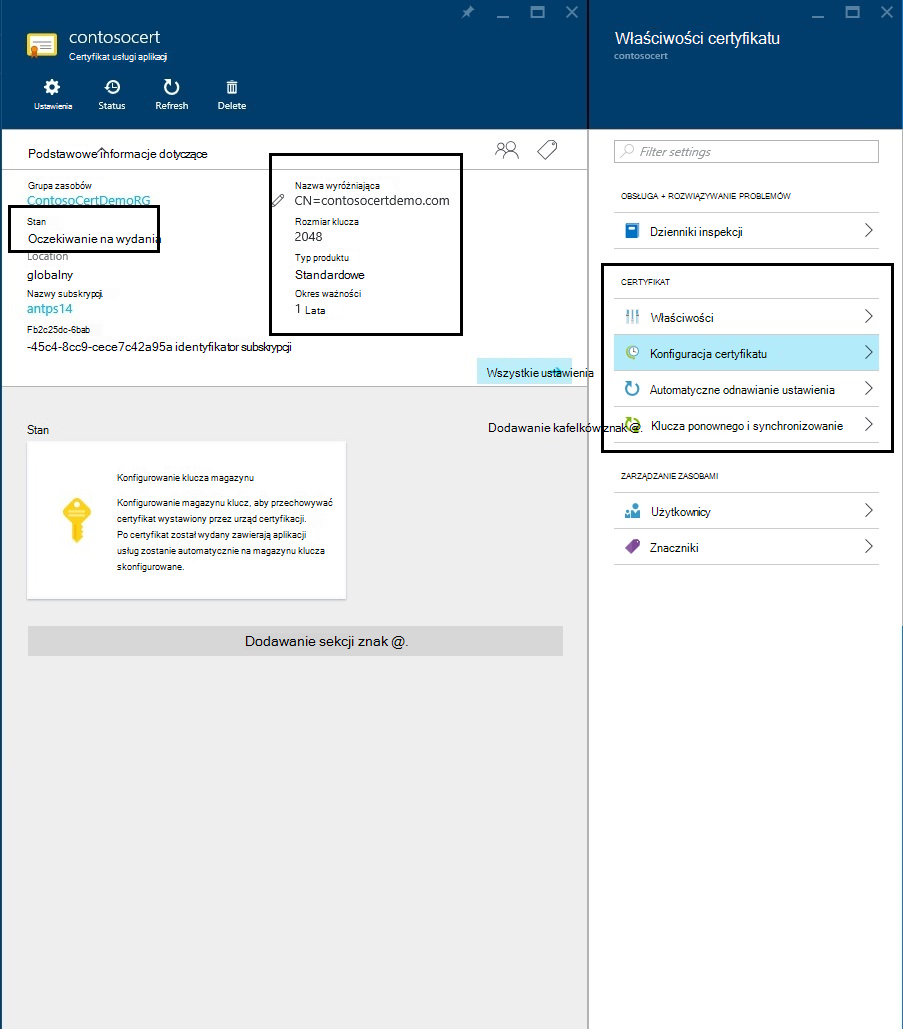 contosocert
Certyfikat usługi aplikacji
Ustawienia
Status
Refresh
Delete
Podstawowe informacje dotyczące
Grupa zasobów
ContosoCertDemoRG
Stan
Oczekiwanie na wydania
Location
globalny
Nazwy subskrypcji
antps14
Fb2c25dc-6bab
-45c4-8cc9-cece7c42a95a identyfikator subskrypcji
Nazwa wyróżniająca
CN=contosocertdemo.com
Rozmiar klucza
2048
Typ produktu
Standardowe
Okres ważności
1 Lata
Wszystkie ustawienia
Stan
Dodawanie kafelków znak @.
Konfigurowanie klucza magazynu
Konfigurowanie magazynu klucz, aby przechowywać
certyfikat wystawiony przez urząd certyfikacji.
Po certyfikat został wydany zawierają aplikacji
usług zostanie automatycznie na magazynu klucza
skonfigurowane.
Dodawanie sekcji znak @.
Właściwości certyfikatu
contosocert
Filter settings
OBSŁUGA + ROZWIĄZYWANIE PROBLEMÓW
Dzienniki inspekcji
CERTYFIKAT
Właściwości
Konfiguracja certyfikatu
Automatyczne odnawianie ustawienia
Klucza ponownego i synchronizowanie
ZARZĄDZANIE ZASOBAMI
Użytkownicy
Znaczniki